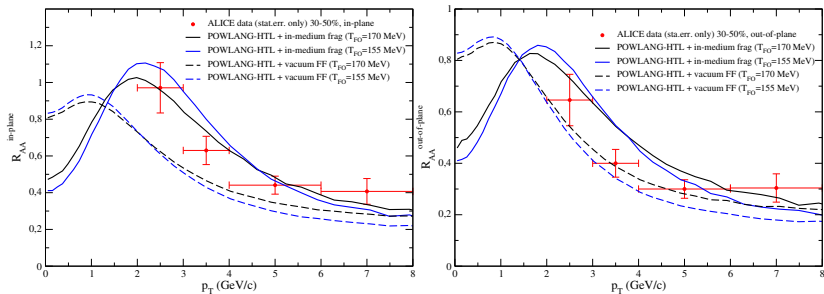 ALICE data (stat.err. only) 30-50%, in-plane
POWLANG-HTL + in-medium frag (T_FO=170 MeV)
POWLANG-HTL + in-medium frag (T_FO=155 MeV)
POWLANG-HTL + vacuum FF (T_FO=170 MeV)
POWLANG-HTL + vacuum FF (T_FO=155 MeV)
1,4
1,2
1
0,8
0,6
0,4
0,2
0
R_AA^in-plane
0 1 2 3 4 5 6 7 8
p_T (GeV/c)
ALICE data (stat.err. only) 30-50%, out-of-plane
POWLANG-HTL + in-medium frag (T_FO=170 MeV)
POWLANG-HTL + in-medium frag (T_FO=155 MeV)
POWLANG-HTL + vacuum FF (T_FO=170 MeV)
POWLANG-HTL + vacuum FF (T_FO=155 MeV)
1
0,8
0,6
0,4
0,2
0
R_AA^out-of-plane
0 1 2 3 4 5 6 7 8
p_T (GeV/c)